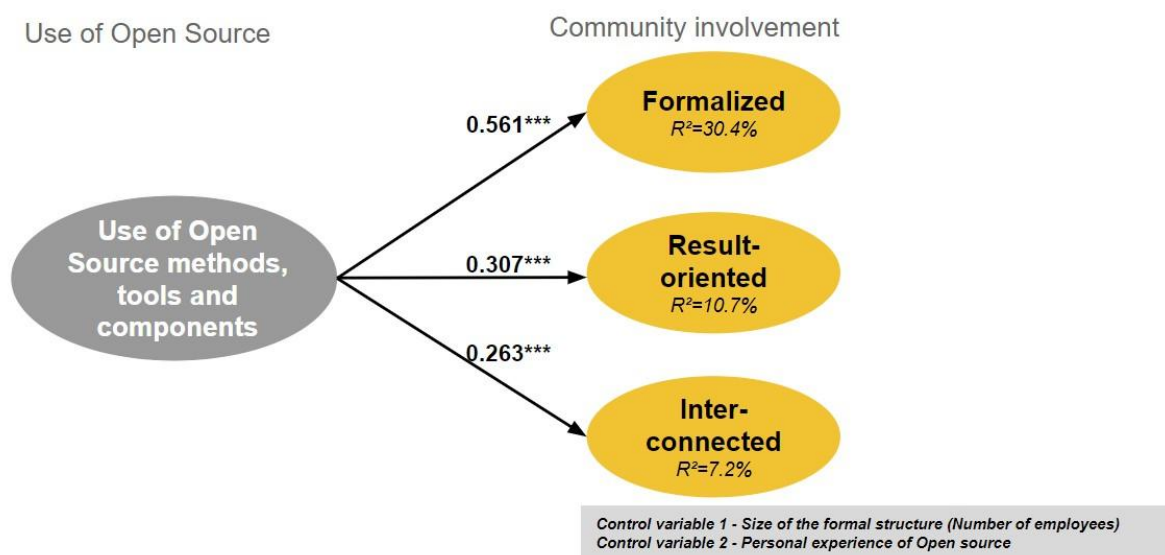 Use of Open Source
Community involvement
Formalized
R²=30.4%
0.561***
Use of Open
Source methods,
tools and
components
Result-
oriented
R²=10.7%
0.307***
0.263***
Inter-
connected
R²=7.2%
Control variable 1 - Size of the formal structure (Number of employees)
Control variable 2 - Personal experience of Open source